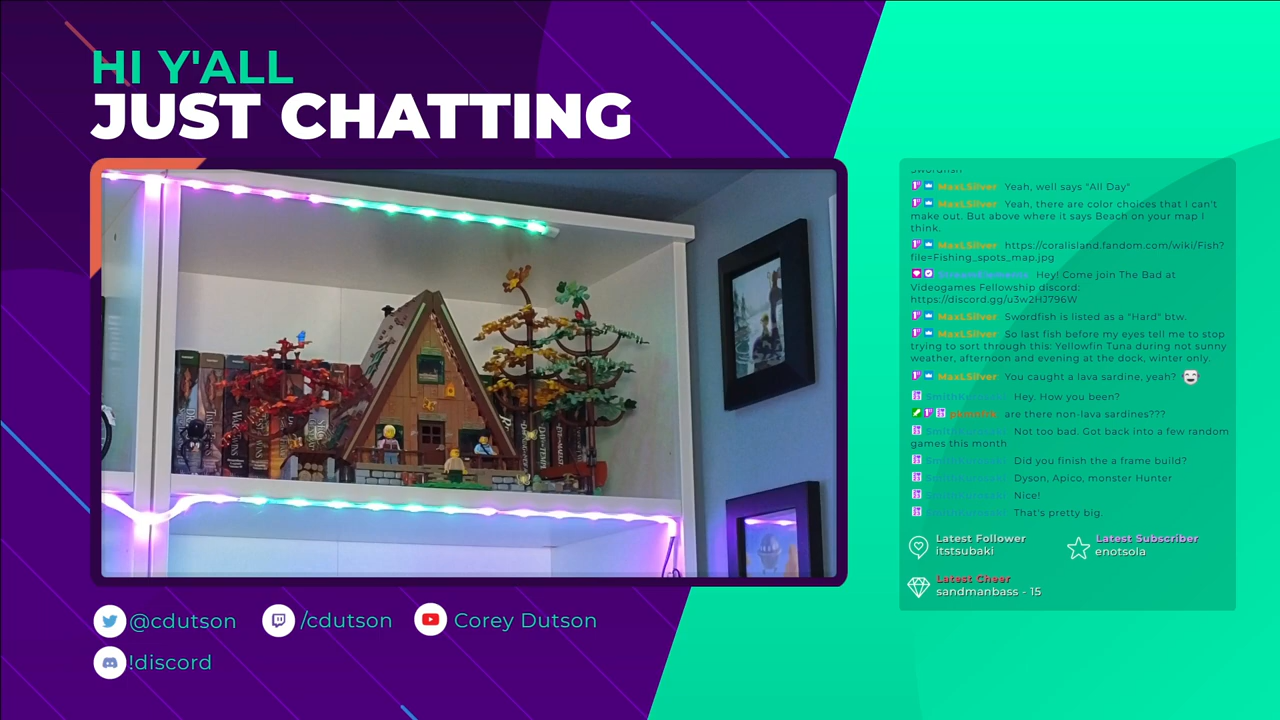 HI Y'ALL
JUST CHATTING
MaxLSilver Yeah, well says "All Day"
MaxLSilver Yeah, there are color choices that I can't
make out. But above where it says Beach on your map I
think.
MaxLSilver https://coralisland.fandom.com/wiki/Fish?
file=Fishing_spots_map.jpg
StreamElements Hey! Come join The Bad at
Videogames Fellowship discord:
https://discord.gg/u3w2HJ796W
MaxLSilver Swordfish is listed as a "Hard" btw.
MaxLSilver So last fish before my eyes tell me to stop
trying to sort through this: Yellowfin Tuna during not sunny
weather, afternoon and evening at the dock, winter only.
MaxLSilver You caught a lava sardine, yeah?
Hey. How you been?
are there non-lava sardines???
Not too bad. Got back into a few random
games this month
Did you finish the a frame build?
Dyson, Apico, monster Hunter
Nice!
That's pretty big.
Latest Follower
itstsubaki
Latest Subscriber
enotsola
Latest Cheer
sandmanbass - 15
@cdutson
/cdutson
Corey Dutson
!discord